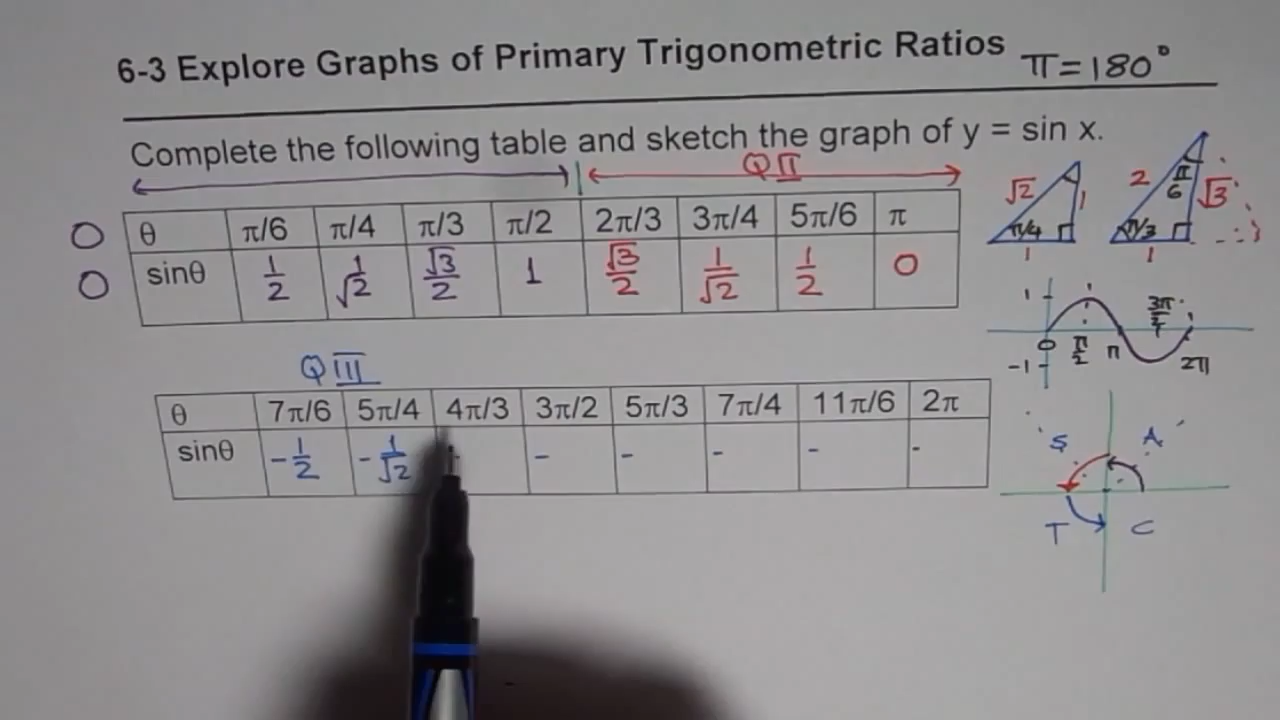 6-3 Explore Graphs of Primary Trigonometric Ratios π=180°
Complete the following table and sketch the graph of y = sin x.
QII
0 θ π/6 π/4 π/3 π/2 2π/3 3π/4 5π/6 π
0 sinθ 1/2 1/√2 √3/2 1 √3/2 1/√2 1/2 0
√2 1 π/4 1
2 π/6 √3 π/3 1
1 -1 0 π/2 π 2π
QIII
θ 7π/6 5π/4 4π/3 3π/2 5π/3 7π/4 11π/6 2π
sinθ -1/2 -1/√2 - - - - -
S A
T C